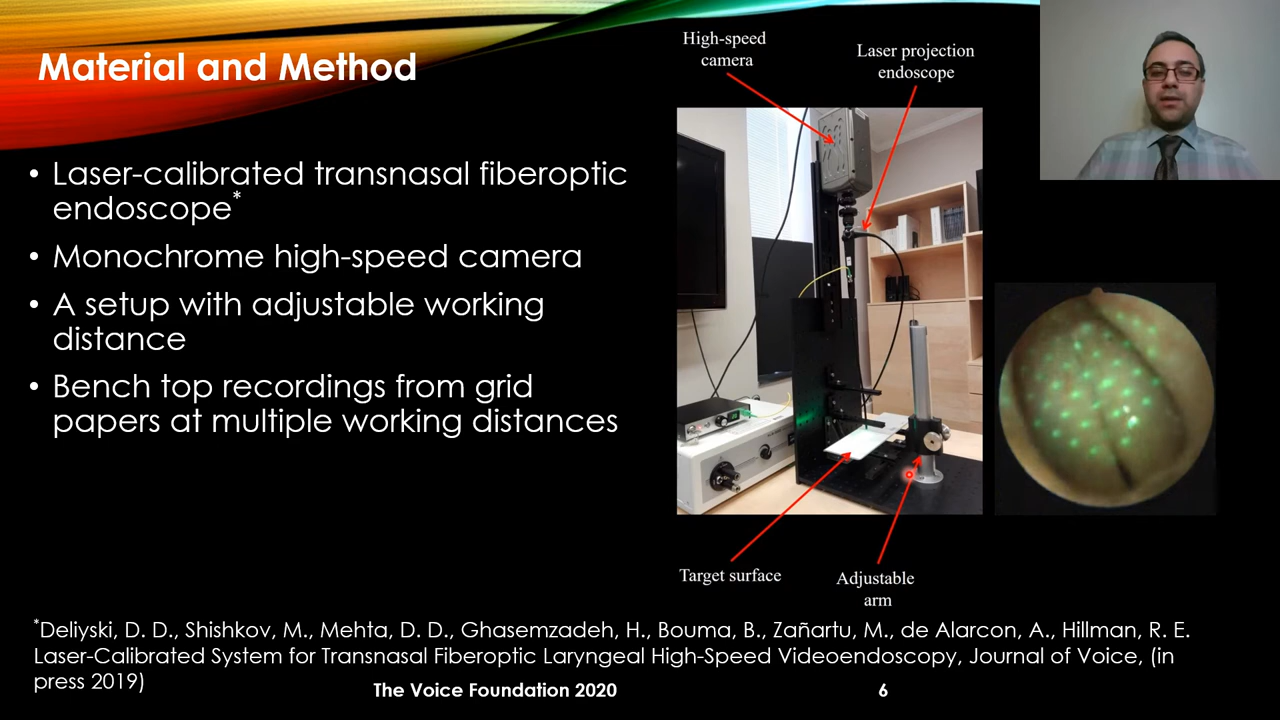 Material and Method
• Laser-calibrated transnasal fiberoptic
endoscope*
• Monochrome high-speed camera
• A setup with adjustable working
distance
• Bench top recordings from grid
papers at multiple working distances
High-speed
camera
Laser projection
endoscope
Target surface
Adjustable
arm
*Deliyski, D. D., Shishkov, M., Mehta, D. D., Ghasemzadeh, H., Bouma, B., Zañartu, M., de Alarcon, A., Hillman, R. E.
Laser-Calibrated System for Transnasal Fiberoptic Laryngeal High-Speed Videoendoscopy, Journal of Voice, (in
press 2019)
The Voice Foundation 2020
6